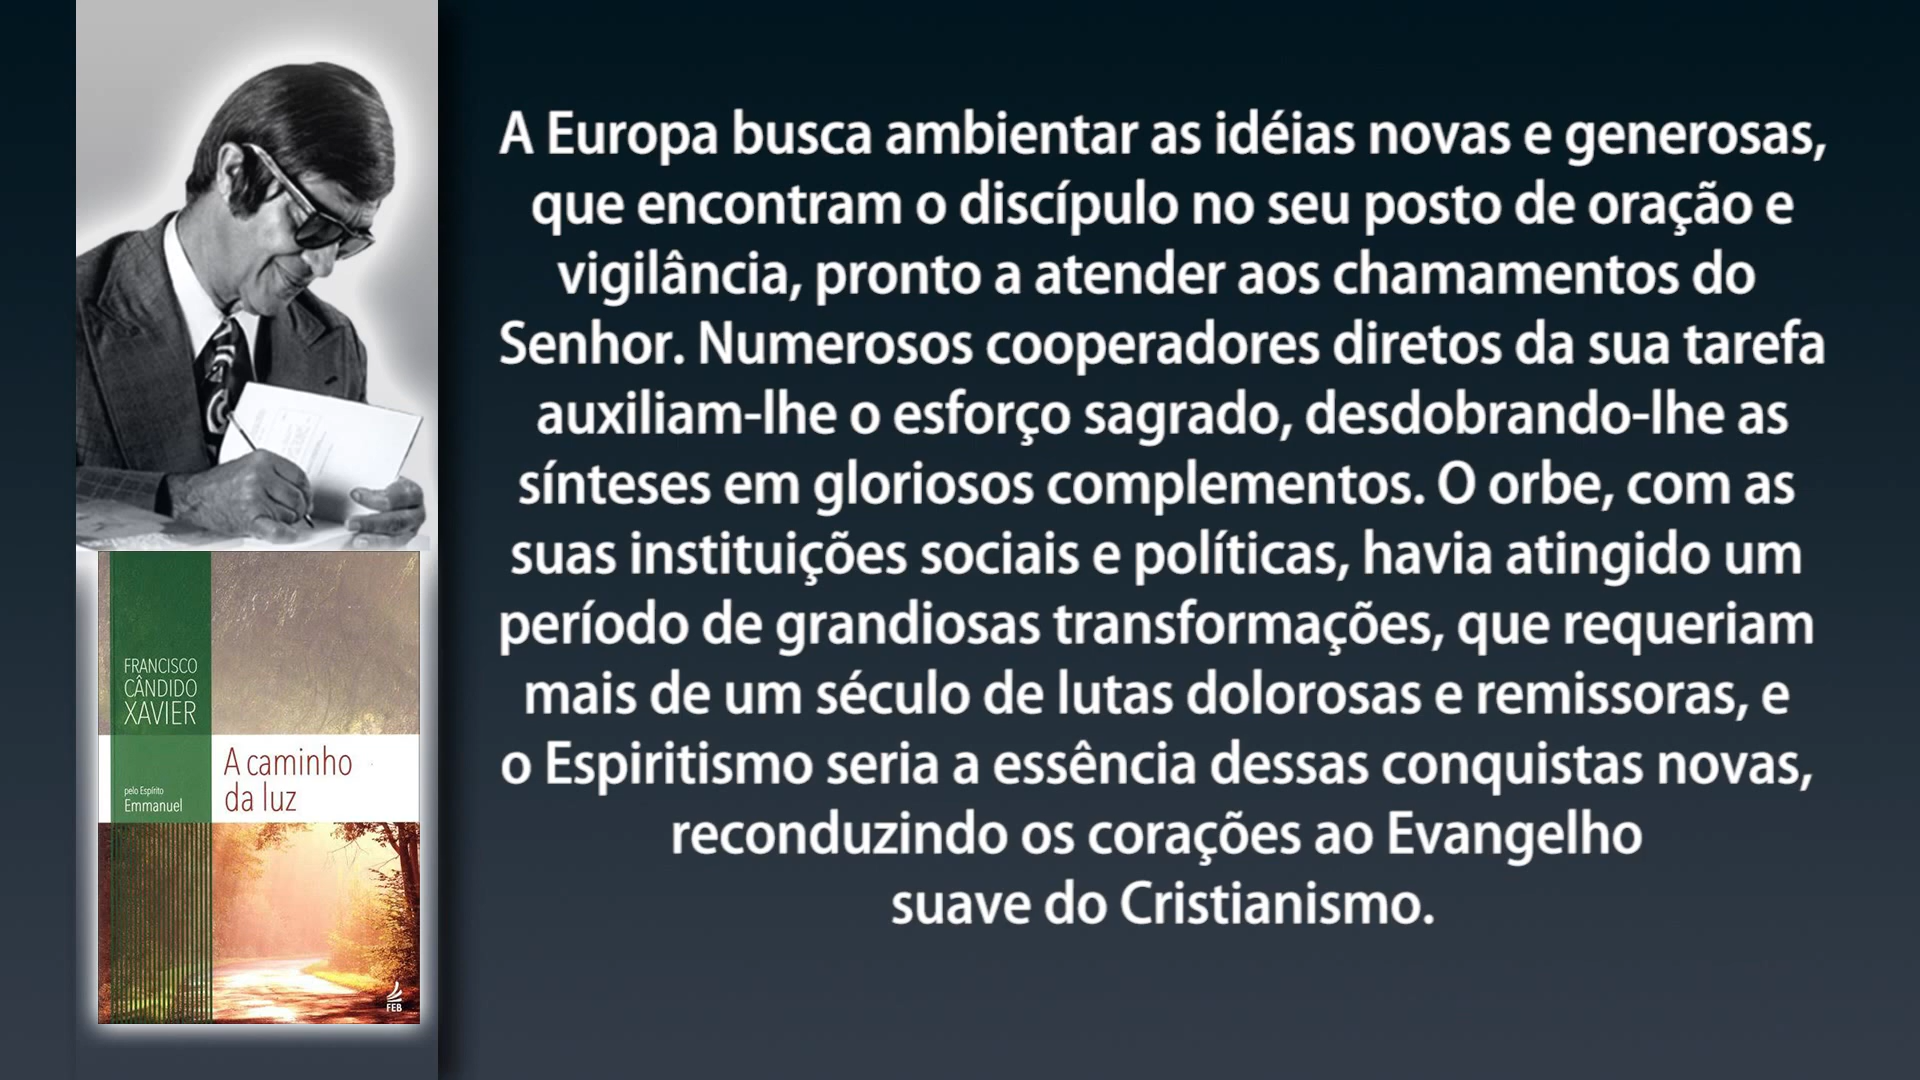 A Europa busca ambientar as idéias novas e generosas,
que encontram o discípulo no seu posto de oração e
vigilância, pronto a atender aos chamamentos do
Senhor. Numerosos cooperadores diretos da sua tarefa
auxiliam-lhe o esforço sagrado, desdobrando-lhe as
sínteses em gloriosos complementos. O orbe, com as
suas instituições sociais e políticas, havia atingido um
período de grandiosas transformações, que requeriam
mais de um século de lutas dolorosas e remissoras, e
o Espiritismo seria a essência dessas conquistas novas,
reconduzindo os corações ao Evangelho
suave do Cristianismo.
FRANCISCO
CÂNDIDO
XAVIER
A caminho
da luz
pelo Espírito
Emmanuel
FEB